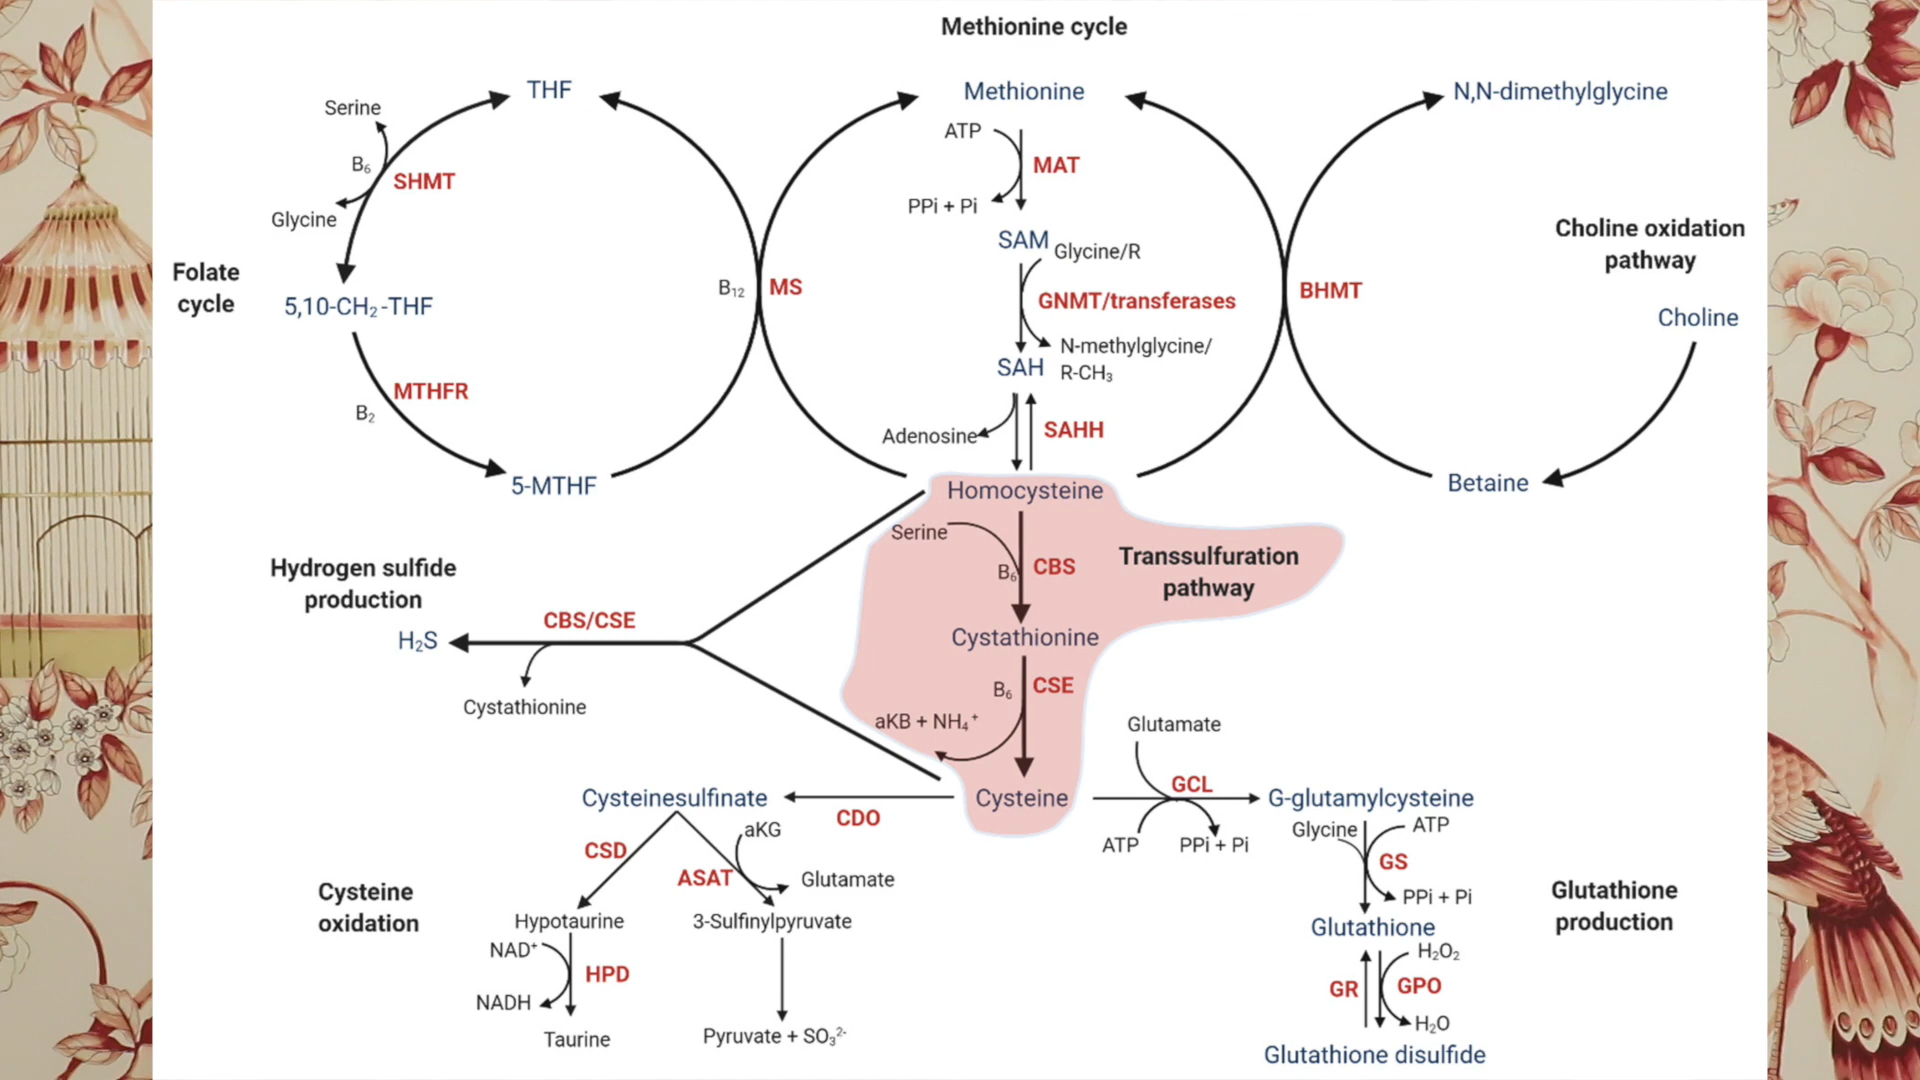 Methionine cycle
THF
Methionine
N,N-dimethylglycine
Serine
B₆
SHMT
Glycine
ATP
MAT
PPi + Pi
SAM
Glycine/R
GNMT/transferases
N-methylglycine/
R-CH₃
SAH
Adenosine
SAHH
Folate
cycle
5,10-CH₂-THF
MTHFR
B₂
5-MTHF
B₁₂
MS
BHMT
Choline oxidation
pathway
Choline
Betaine
Homocysteine
Serine
B₆
CBS
Transsulfuration
pathway
Cystathionine
B₆
CSE
aKB + NH₄⁺
Cysteine
Hydrogen sulfide
production
CBS/CSE
H₂S
Cystathionine
Cysteinesulfinate
CDO
CSD
aKG
ASAT
Glutamate
Cysteine
oxidation
Hypotaurine
3-Sulfinylpyruvate
NAD⁺
HPD
NADH
Taurine
Pyruvate + SO₃²⁻
Glutamate
GCL
G-glutamylcysteine
ATP
PPi + Pi
Glycine
ATP
GS
PPi + Pi
Glutathione
Glutathione
production
H₂O₂
GR
GPO
H₂O
Glutathione disulfide